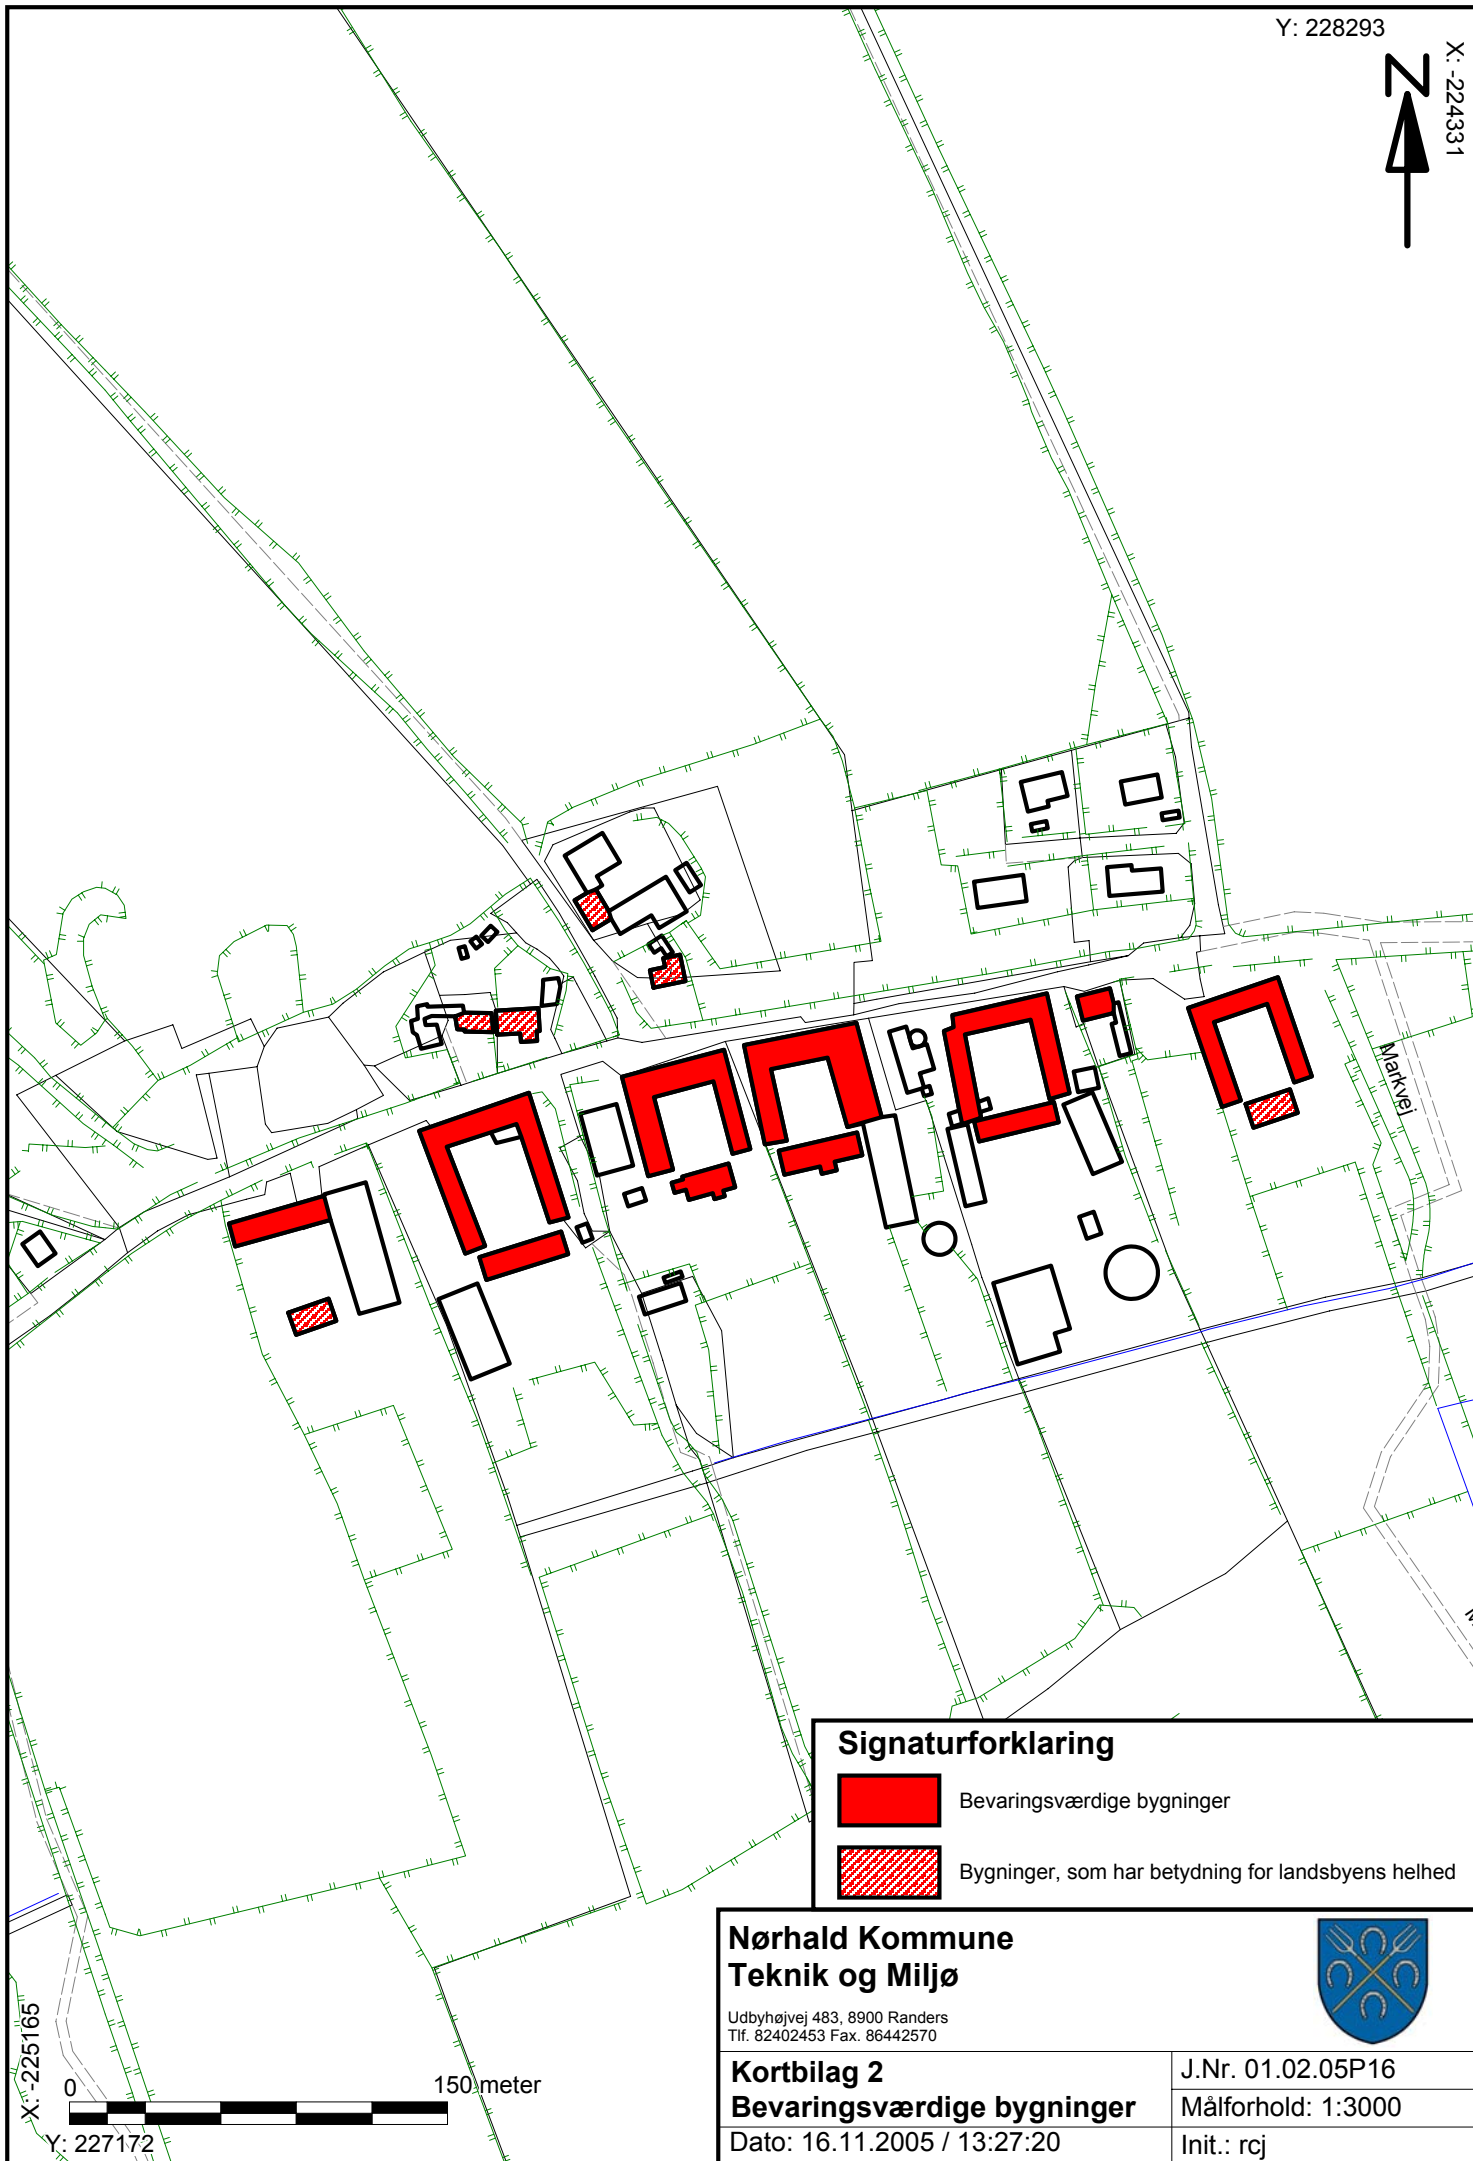 Y: 228293
X: -224331
N
Markvej
Signaturforklaring
Bevaringsværdige bygninger
Bygninger, som har betydning for landsbyens helhed
Nørhald Kommune
Teknik og Miljø
Udbyhøjvej 483, 8900 Randers
Tlf. 82402453 Fax. 86442570
Kortbilag 2
Bevaringsværdige bygninger
Dato: 16.11.2005 / 13:27:20
J.Nr. 01.02.05P16
Målforhold: 1:3000
Init.: rcj
X: -225165
0
150 meter
Y: 227172